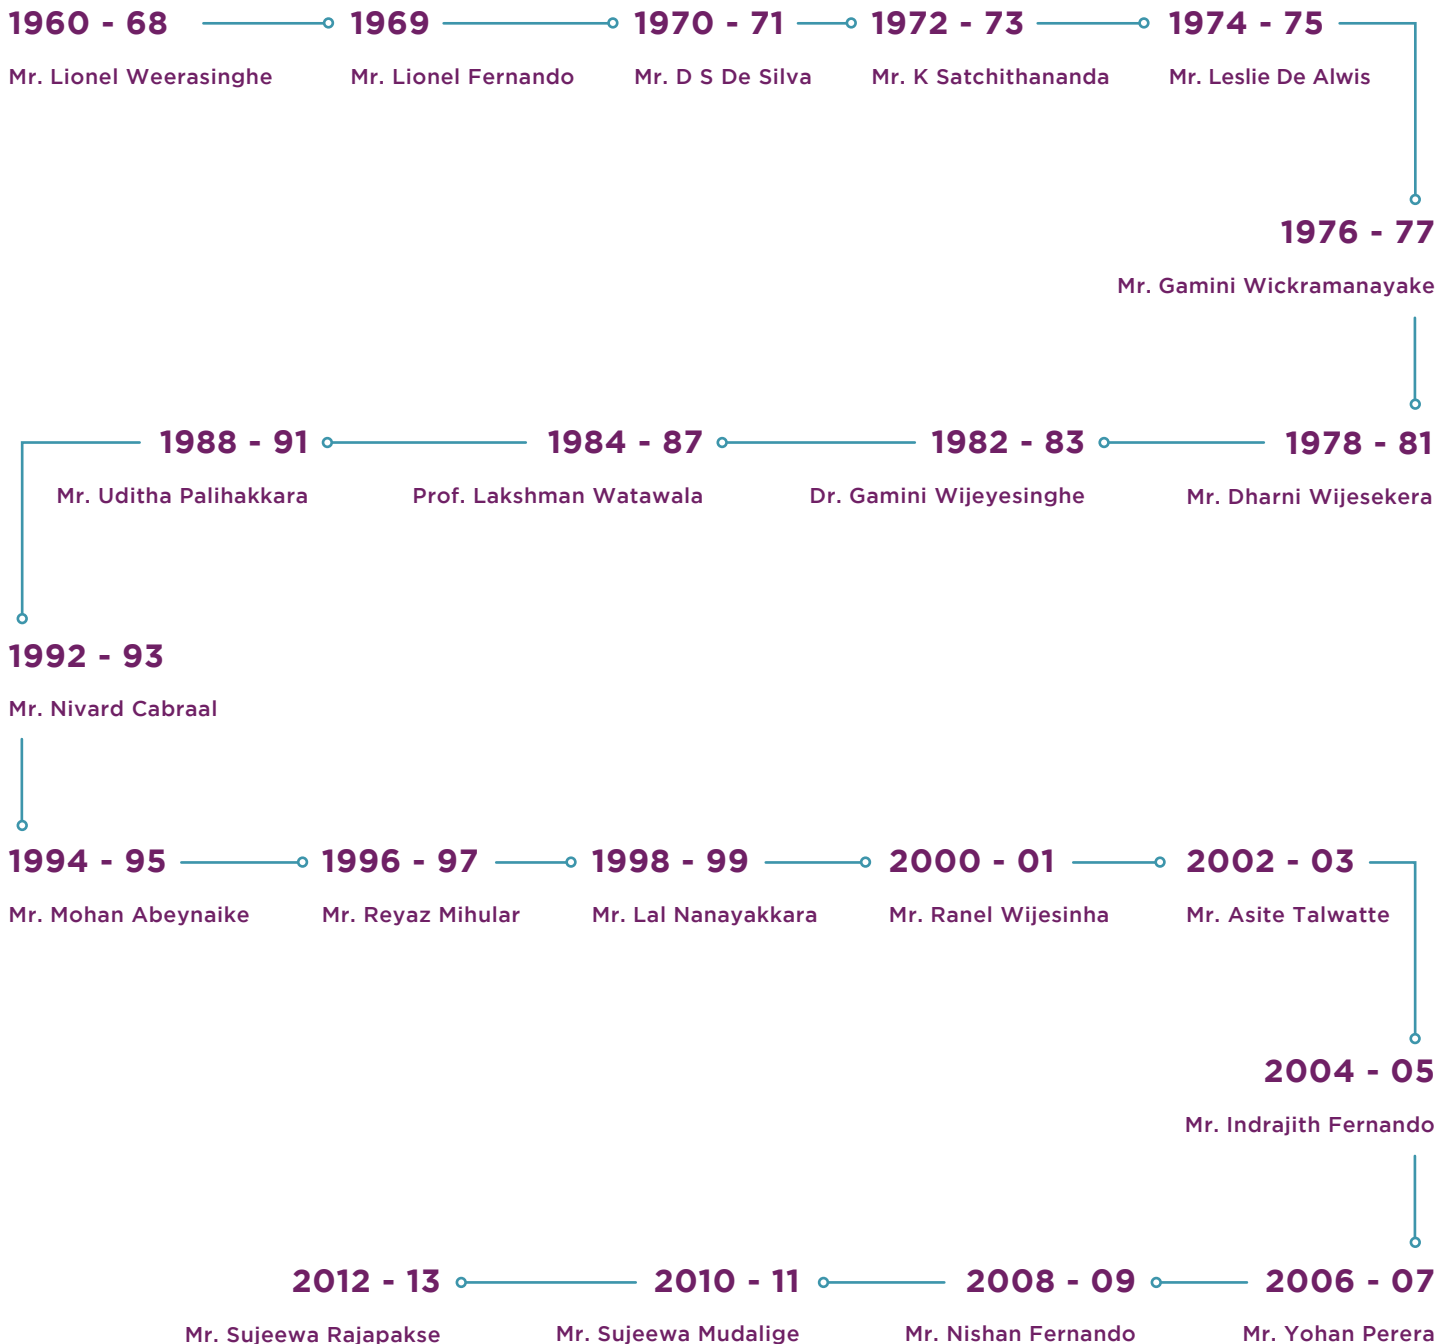 1960 - 68
Mr. Lionel Weerasinghe
1969
Mr. Lionel Fernando
1970 - 71
Mr. D S De Silva
1972 - 73
Mr. K Satchithananda
1974 - 75
Mr. Leslie De Alwis
1976 - 77
Mr. Gamini Wickramanayake
1978 - 81
Mr. Dharni Wijesekera
1982 - 83
Dr. Gamini Wijeyesinghe
1984 - 87
Prof. Lakshman Watawala
1988 - 91
Mr. Uditha Palihakkara
1992 - 93
Mr. Nivard Cabraal
1994 - 95
Mr. Mohan Abeynaike
1996 - 97
Mr. Reyaz Mihular
1998 - 99
Mr. Lal Nanayakkara
2000 - 01
Mr. Ranel Wijesinha
2002 - 03
Mr. Asite Talwatte
2004 - 05
Mr. Indrajith Fernando
2006 - 07
Mr. Yohan Perera
2008 - 09
Mr. Nishan Fernando
2010 - 11
Mr. Sujeewa Mudalige
2012 - 13
Mr. Sujeewa Rajapakse